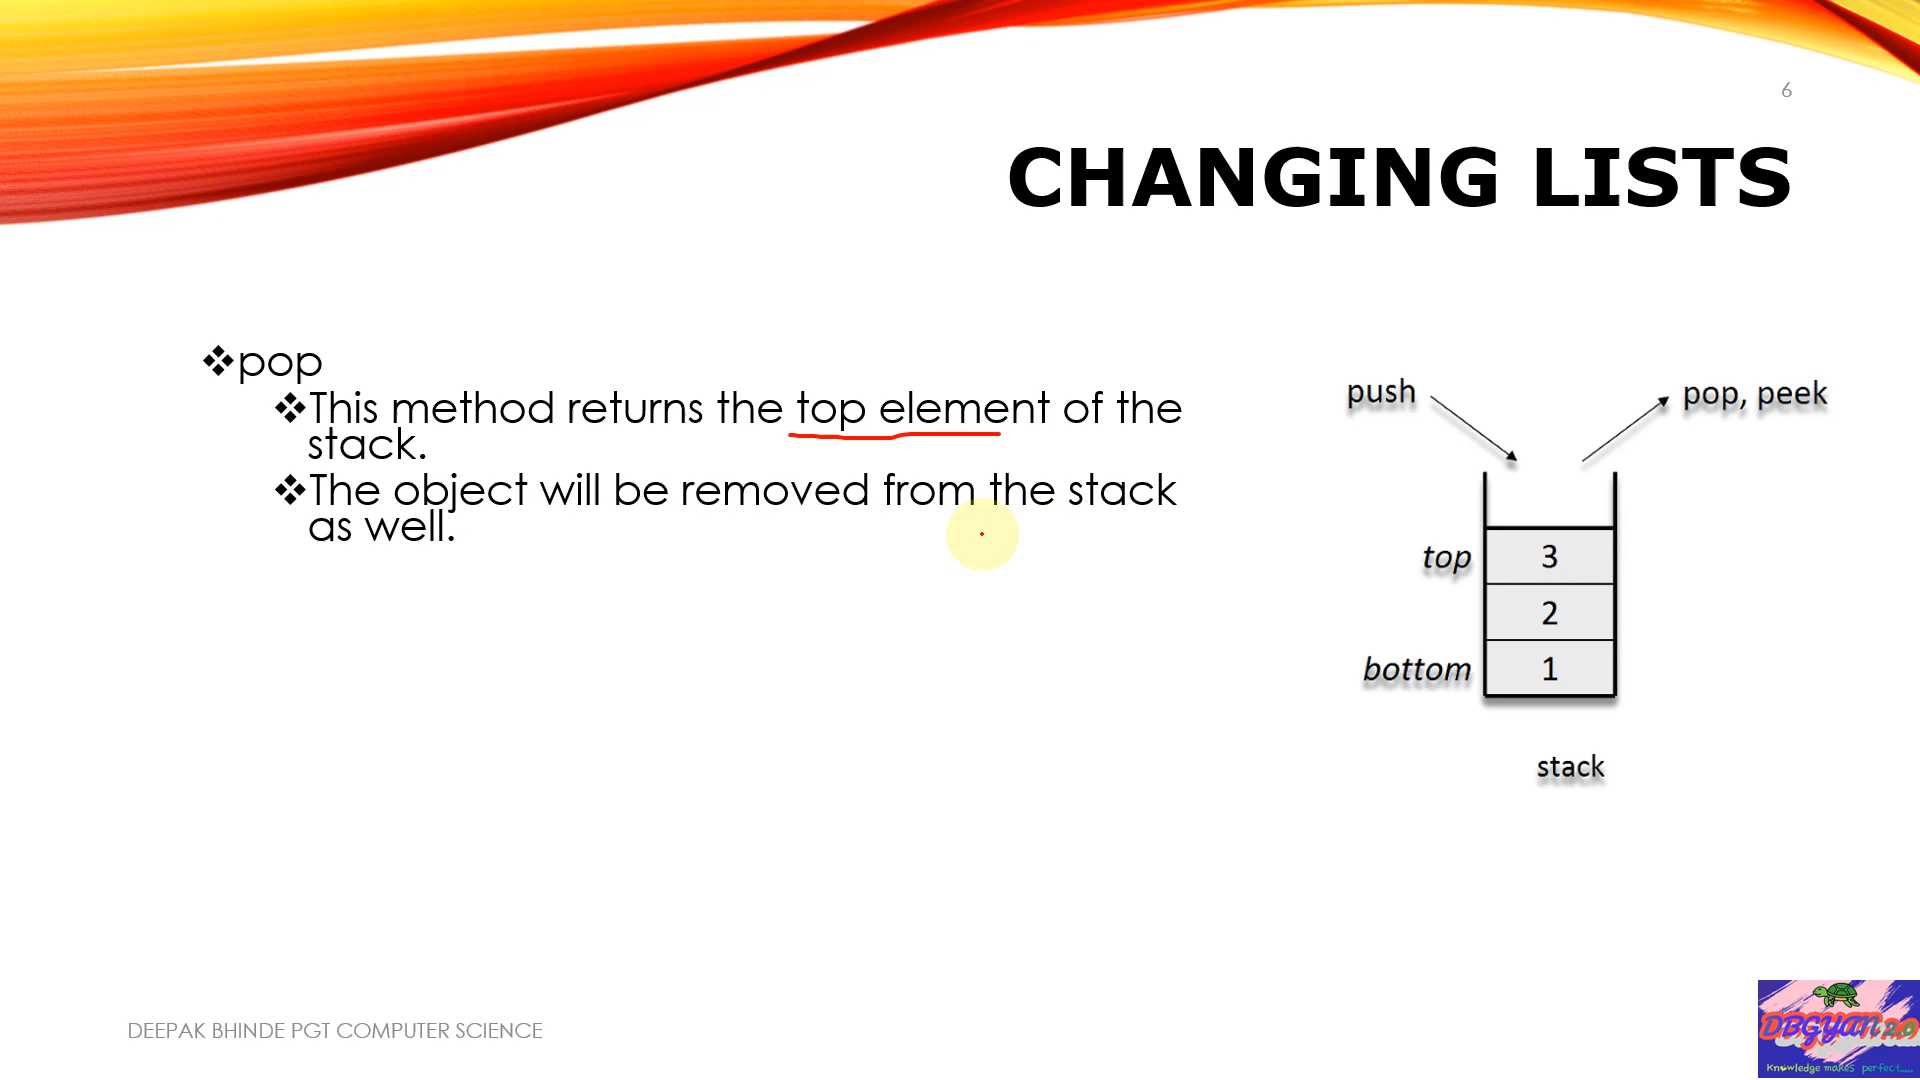 6
CHANGING LISTS
❖pop
❖This method returns the top element of the
stack.
❖The object will be removed from the stack
as well.
push
pop, peek
top
3
2
bottom
1
stack
DEEPAK BHINDE PGT COMPUTER SCIENCE
DBGyan 2.0
Knowledge makes perfect....